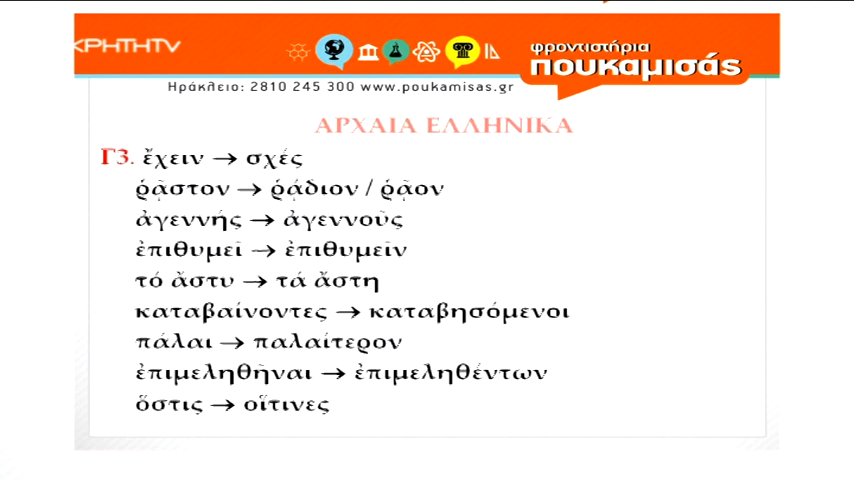 ΚΡΗΤΗTV
φροντιστήρια
πουκαμισάς
Ηράκλειο: 2810 245 300 www.poukamisas.gr
ΑΡΧΑΙΑ ΕΛΛΗΝΙΚΑ
Γ3. ἔχειν → σχές
ῥᾷστον → ῥᾴδιον / ῥᾷον
ἀγεννής → ἀγεννοῦς
ἐπιθυμεῖ → ἐπιθυμεῖν
τό ἄστυ → τά ἄστη
καταβαίνοντες → καταβησόμενοι
πάλαι → παλαίτερον
ἐπιμεληθῆναι → ἐπιμεληθέντων
ὅστις → οἵτινες